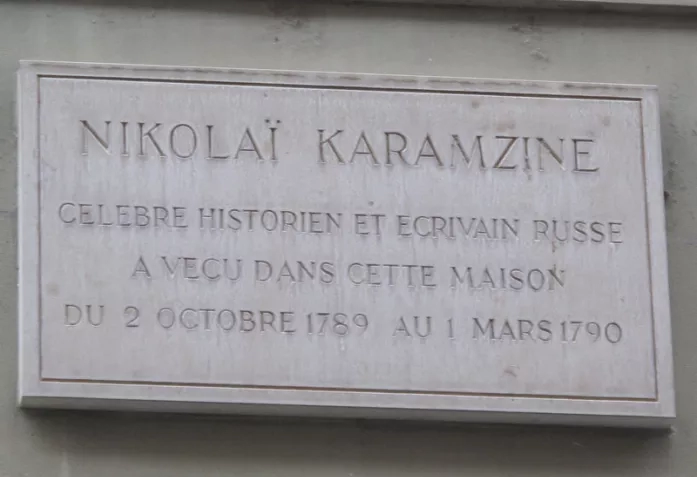 NIKOLAÏ KARAMZINE
CELEBRE HISTORIEN ET ECRIVAIN RUSSE
A VECU DANS CETTE MAISON
DU 2 OCTOBRE 1789 AU 1 MARS 1790